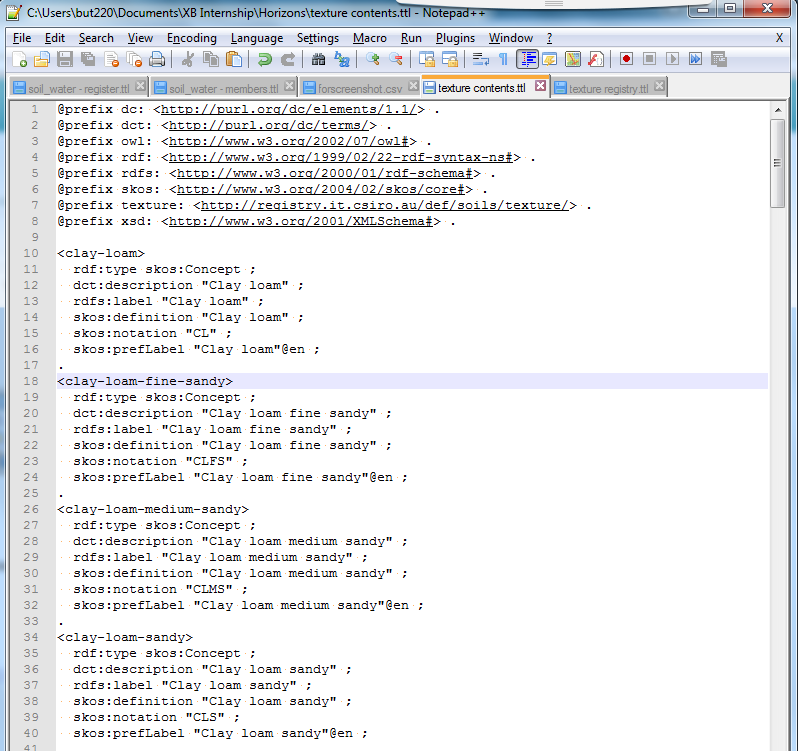 C:\Users\but220\Documents\XB Internship\Horizons\texture contents.ttl - Notepad++
File Edit Search View Encoding Language Settings Macro Run Plugins Window ? X
soil_water - register.ttl soil_water - members.ttl forscreenshot.csv texture contents.ttl texture registry.ttl
1 @prefix dc: <http://purl.org/dc/elements/1.1/> .
2 @prefix dct: <http://purl.org/dc/terms/> .
3 @prefix owl: <http://www.w3.org/2002/07/owl#> .
4 @prefix rdf: <http://www.w3.org/1999/02/22-rdf-syntax-ns#> .
5 @prefix rdfs: <http://www.w3.org/2000/01/rdf-schema#> .
6 @prefix skos: <http://www.w3.org/2004/02/skos/core#> .
7 @prefix texture: <http://registry.it.csiro.au/def/soils/texture/> .
8 @prefix xsd: <http://www.w3.org/2001/XMLSchema#> .
9
10 <clay-loam>
11 rdf:type skos:Concept ;
12 dct:description "Clay loam" ;
13 rdfs:label "Clay loam" ;
14 skos:definition "Clay loam" ;
15 skos:notation "CL" ;
16 skos:prefLabel "Clay loam"@en ;
17 .
18 <clay-loam-fine-sandy>
19 rdf:type skos:Concept ;
20 dct:description "Clay loam fine sandy" ;
21 rdfs:label "Clay loam fine sandy" ;
22 skos:definition "Clay loam fine sandy" ;
23 skos:notation "CLFS" ;
24 skos:prefLabel "Clay loam fine sandy"@en ;
25 .
26 <clay-loam-medium-sandy>
27 rdf:type skos:Concept ;
28 dct:description "Clay loam medium sandy" ;
29 rdfs:label "Clay loam medium sandy" ;
30 skos:definition "Clay loam medium sandy" ;
31 skos:notation "CLMS" ;
32 skos:prefLabel "Clay loam medium sandy"@en ;
33 .
34 <clay-loam-sandy>
35 rdf:type skos:Concept ;
36 dct:description "Clay loam sandy" ;
37 rdfs:label "Clay loam sandy" ;
38 skos:definition "Clay loam sandy" ;
39 skos:notation "CLS" ;
40 skos:prefLabel "Clay loam sandy"@en ;
41